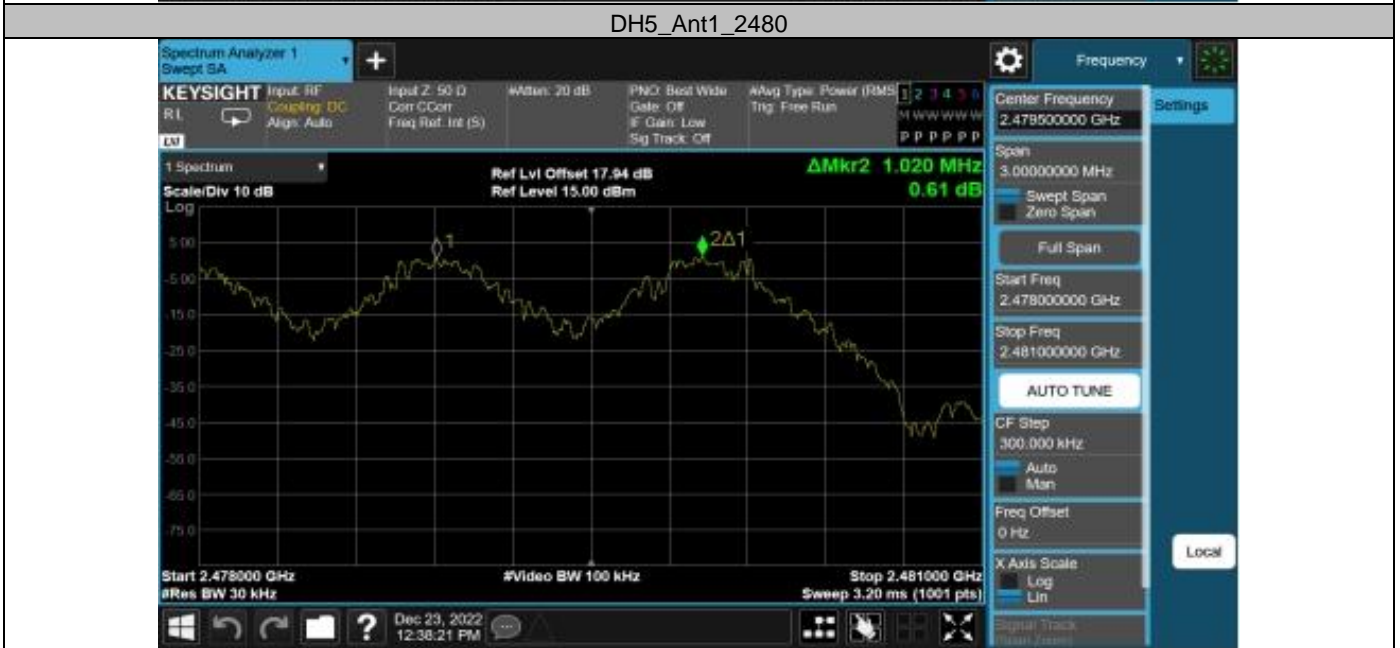 DH5_Ant1_2480
Spectrum Analyzer 1
Swept SA
Frequency
KEYSIGHT
RL
LXI
Input: RF
Coupling: DC
Align: Auto
Input Z: 50 Ω
Corr CCorr
Freq Ref: Int (S)
#Atten: 20 dB
PNO: Best Wide
Gate: Off
IF Gain: Low
Sig Track: Off
#Avg Type: Power (RMS
Trig: Free Run
1 2 3 4 5 6
M W W W W W
P P P P P P
1 Spectrum
Scale/Div 10 dB
Log
Ref Lvl Offset 17.94 dB
Ref Level 15.00 dBm
ΔMkr2 1.020 MHz
0.61 dB
1
2Δ1
5.00
-5.00
-15.0
-25.0
-35.0
-45.0
-55.0
-65.0
-75.0
Start 2.478000 GHz
#Res BW 30 kHz
#Video BW 100 kHz
Stop 2.481000 GHz
Sweep 3.20 ms (1001 pts)
Center Frequency
2.479500000 GHz
Settings
Span
3.00000000 MHz
Swept Span
Zero Span
Full Span
Start Freq
2.478000000 GHz
Stop Freq
2.481000000 GHz
AUTO TUNE
CF Step
300.000 kHz
Auto
Man
Freq Offset
0 Hz
X Axis Scale
Log
Lin
Local
Signal Track
Dec 23, 2022
12:38:21 PM